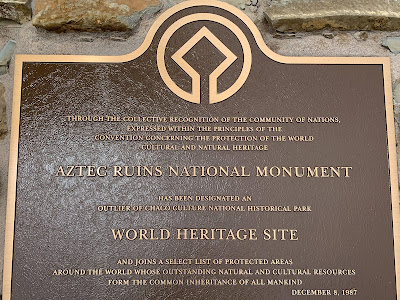 THROUGH THE COLLECTIVE RECOGNITION OF THE COMMUNITY OF NATIONS,
EXPRESSED WITHIN THE PRINCIPLES OF THE
CONVENTION CONCERNING THE PROTECTION OF THE WORLD
CULTURAL AND NATURAL HERITAGE
AZTEC RUINS NATIONAL MONUMENT
HAS BEEN DESIGNATED AN
OUTLIER OF CHACO CULTURE NATIONAL HISTORICAL PARK
WORLD HERITAGE SITE
AND JOINS A SELECT LIST OF PROTECTED AREAS
AROUND THE WORLD WHOSE OUTSTANDING NATURAL AND CULTURAL RESOURCES
FORM THE COMMON INHERITANCE OF ALL MANKIND
DECEMBER 8, 1987